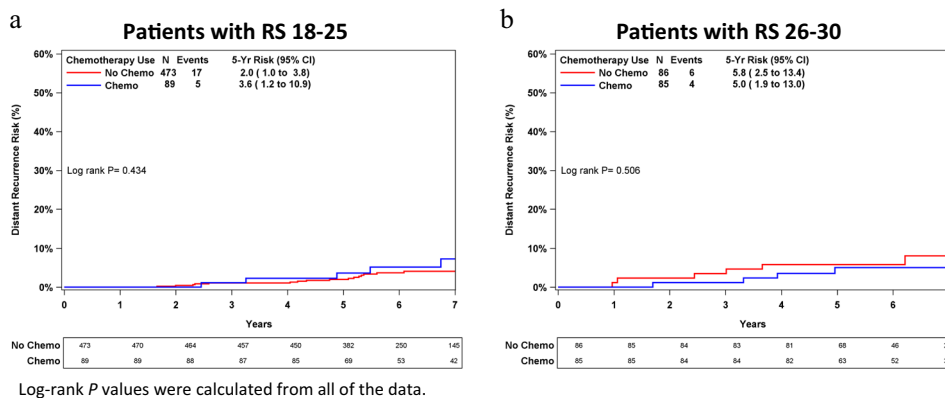 a
Patients with RS 18-25
60%
50%
40%
30%
20%
10%
0%
Distant Recurrence Risk (%)
Chemotherapy Use N Events 5-Yr Risk (95% CI)
No Chemo 473 17 2.0 ( 1.0 to 3.8)
Chemo 89 5 3.6 ( 1.2 to 10.9)
Log rank P= 0.434
0 1 2 3 4 5 6 7
Years
No Chemo 473 470 464 457 450 382 250 145
Chemo 89 89 88 87 85 69 53 42
b
Patients with RS 26-30
60%
50%
40%
30%
20%
10%
0%
Distant Recurrence Risk (%)
Chemotherapy Use N Events 5-Yr Risk (95% CI)
No Chemo 86 6 5.8 ( 2.5 to 13.4)
Chemo 85 4 5.0 ( 1.9 to 13.0)
Log rank P= 0.506
0 1 2 3 4 5 6
Years
No Chemo 86 85 84 83 81 68 46
Chemo 85 85 84 84 82 63 52
Log-rank P values were calculated from all of the data.